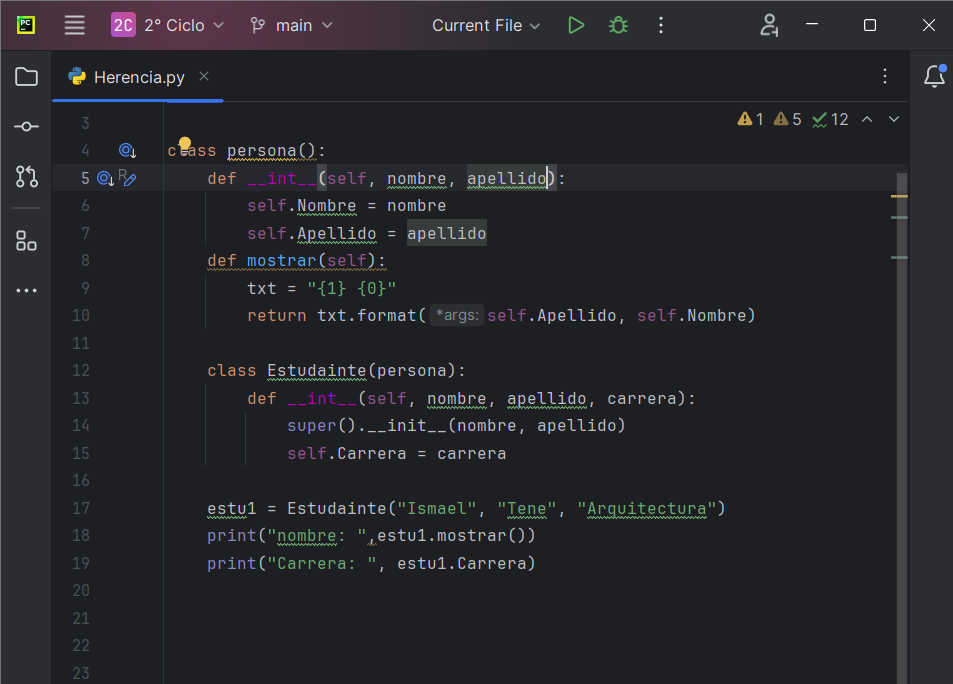 PC
2C 2° Ciclo main Current File
Herencia.py
1 5 12
3
4 class persona():
5 def __int__(self, nombre, apellido):
6 self.Nombre = nombre
7 self.Apellido = apellido
8 def mostrar(self):
9 txt = "{1} {0}"
10 return txt.format( *args: self.Apellido, self.Nombre)
11
12 class Estudainte(persona):
13 def __int__(self, nombre, apellido, carrera):
14 super().__init__(nombre, apellido)
15 self.Carrera = carrera
16
17 estu1 = Estudainte("Ismael", "Tene", "Arquitectura")
18 print("nombre: ",estu1.mostrar())
19 print("Carrera: ", estu1.Carrera)
20
21
22
23